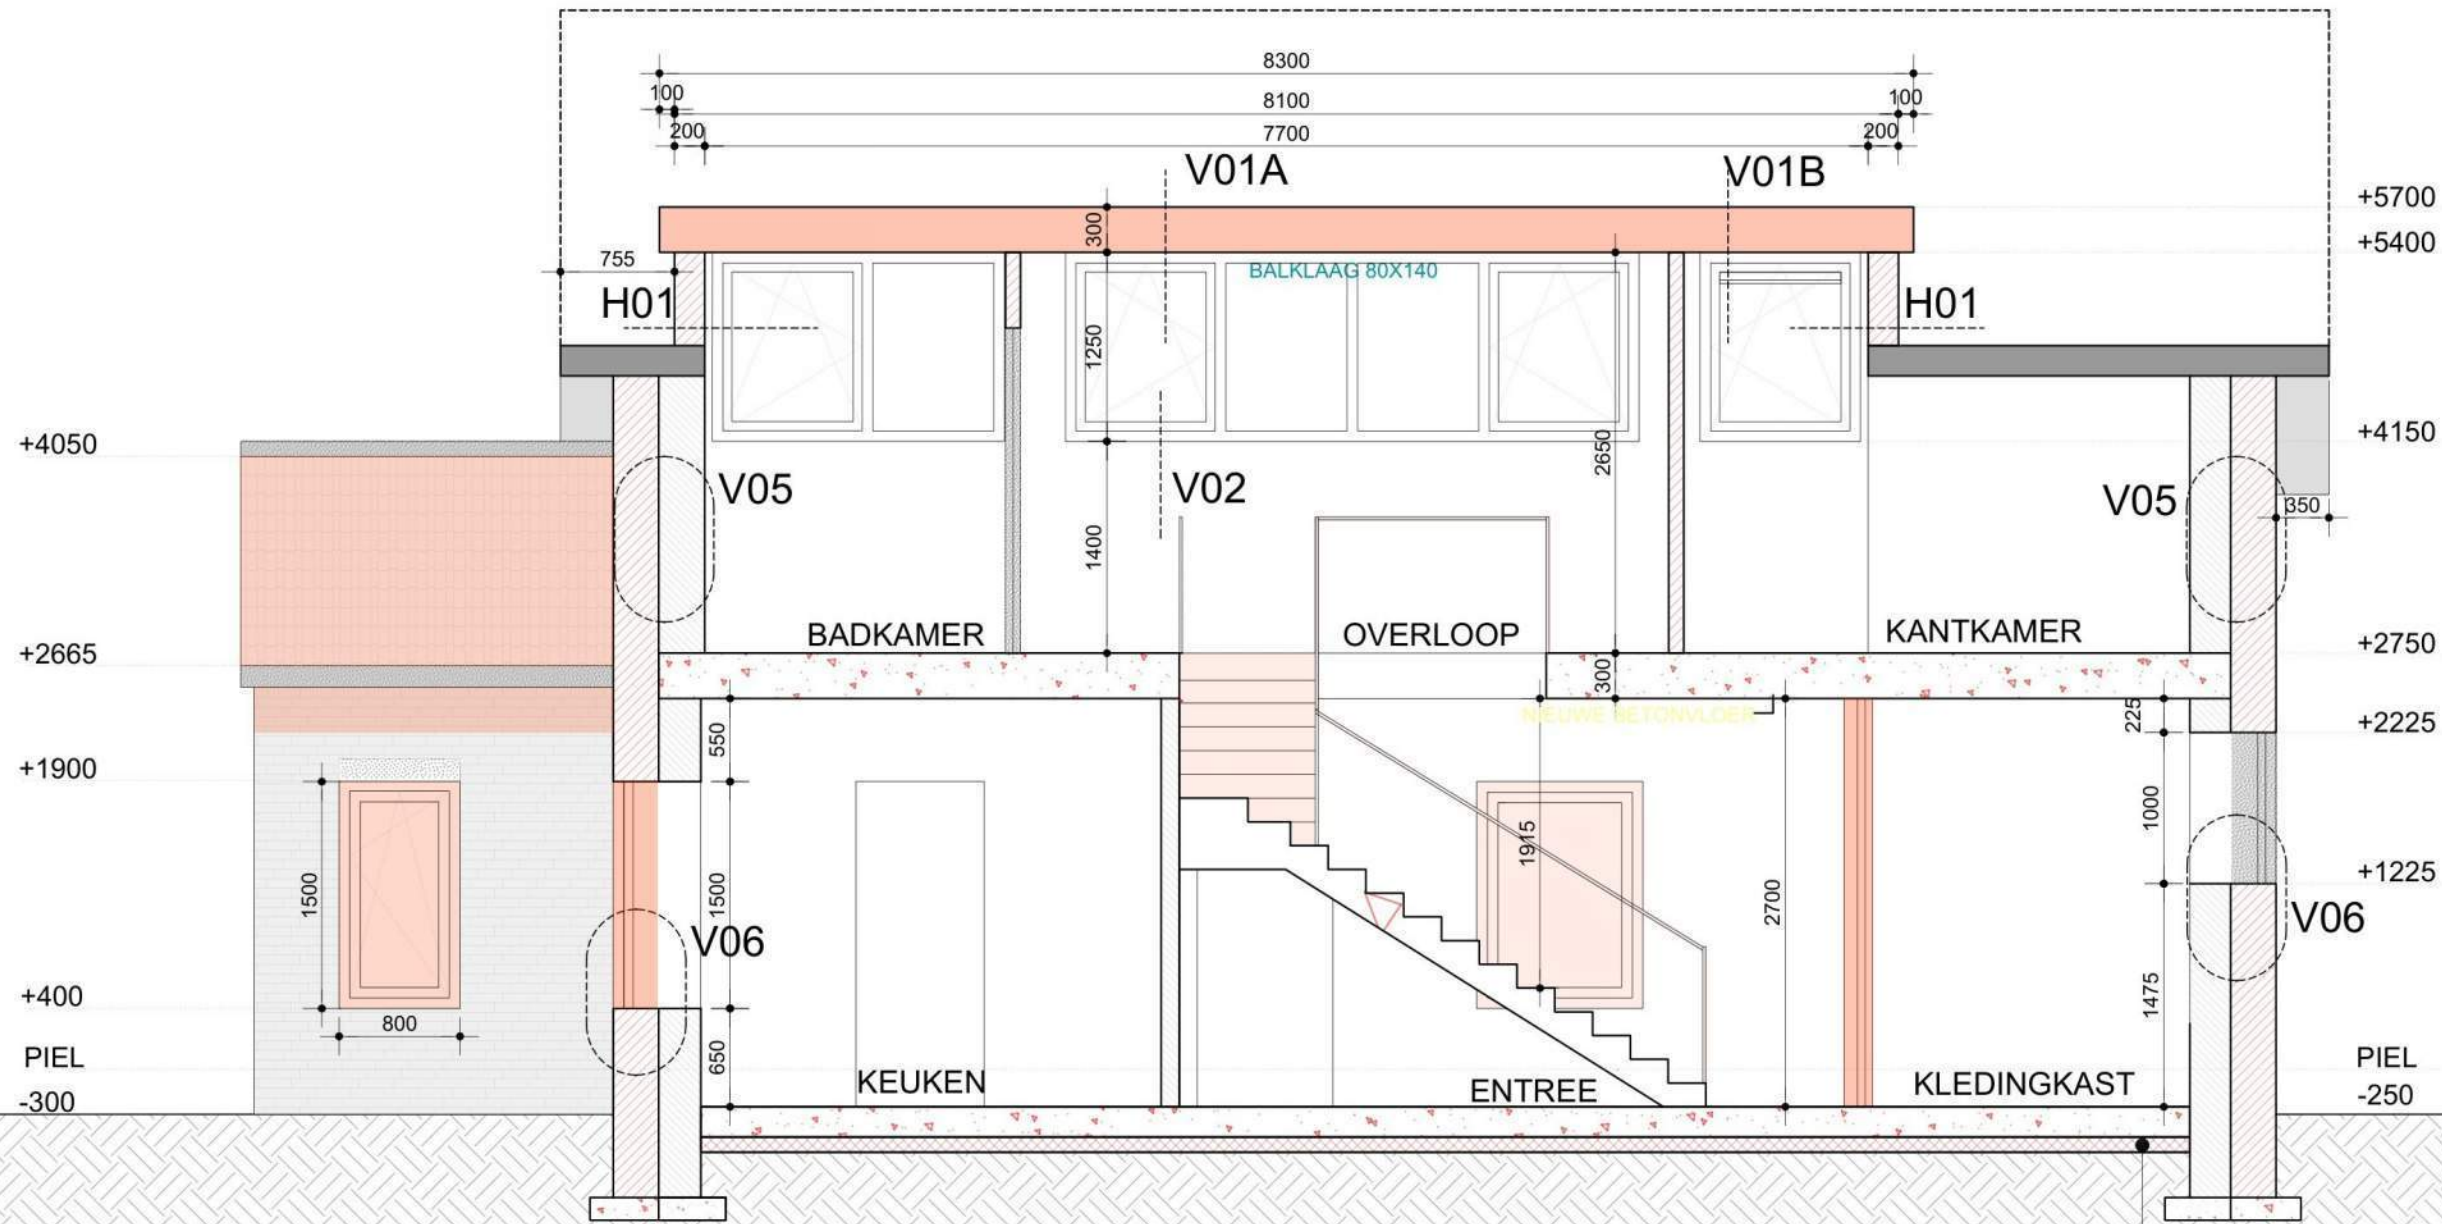 8300
100
8100
100
200
7700
200
V01A
V01B
+5700
300
+5400
755
BALKLAAG 80X140
H01
H01
1250
+4050
+4150
2650
V05
V02
V05
350
1400
BADKAMER
OVERLOOP
KANTKAMER
+2665
+2750
300
NIEUWE BETONVLOER
225
+2225
550
+1900
1000
1915
+1225
1500
1500
2700
V06
V06
1475
+400
800
PIEL
PIEL
650
KEUKEN
ENTREE
KLEDINGKAST
-300
-250